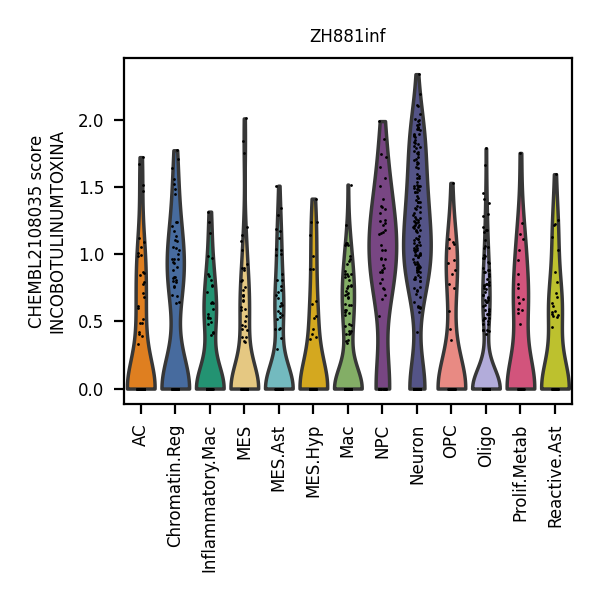 ZH881inf
CHEMBL2108035 score
INCOBOTULINUMTOXINA
2.0
1.5
1.0
0.5
0.0
AC
Chromatin.Reg
Inflammatory.Mac
MES
MES.Ast
MES.Hyp
Mac
NPC
Neuron
OPC
Oligo
Prolif.Metab
Reactive.Ast